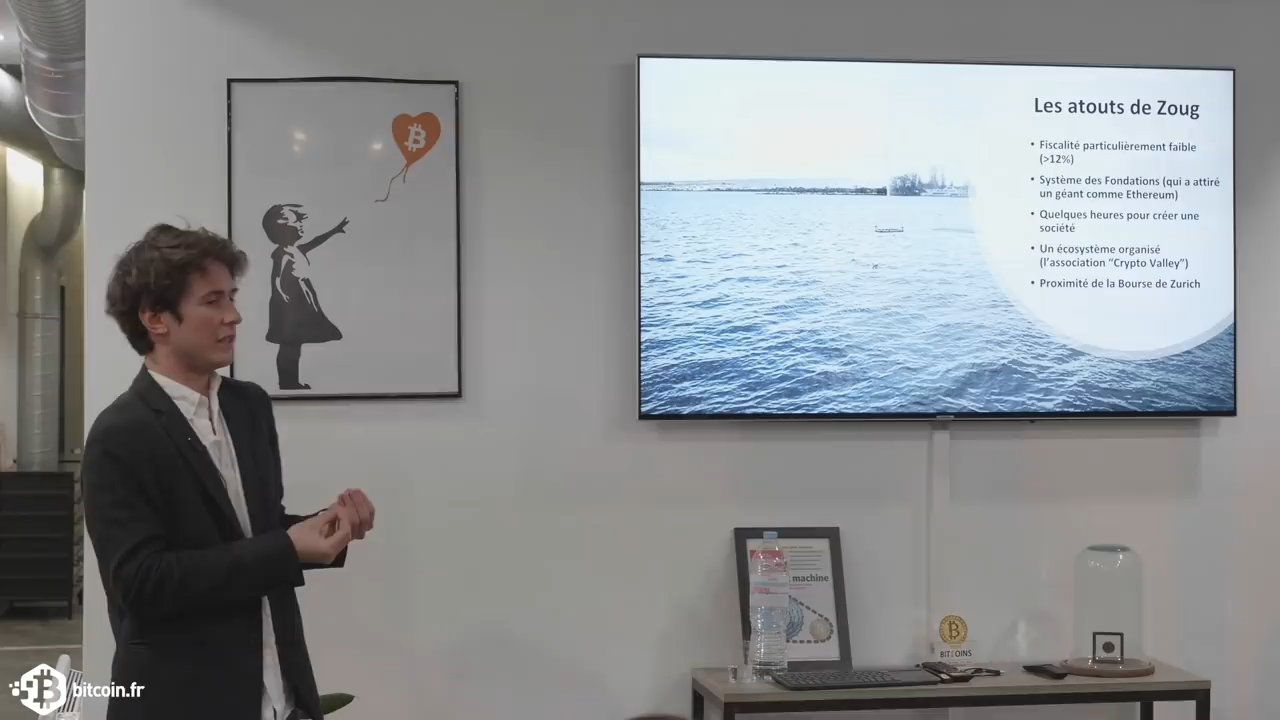 Les atouts de Zoug
• Fiscalité particulièrement faible
(>12%)
• Système des Fondations (qui a attiré
un géant comme Ethereum)
• Quelques heures pour créer une
société
• Un écosystème organisé
(l'association "Crypto Valley")
• Proximité de la Bourse de Zurich
machine
BITCOINS
bitcoin.fr